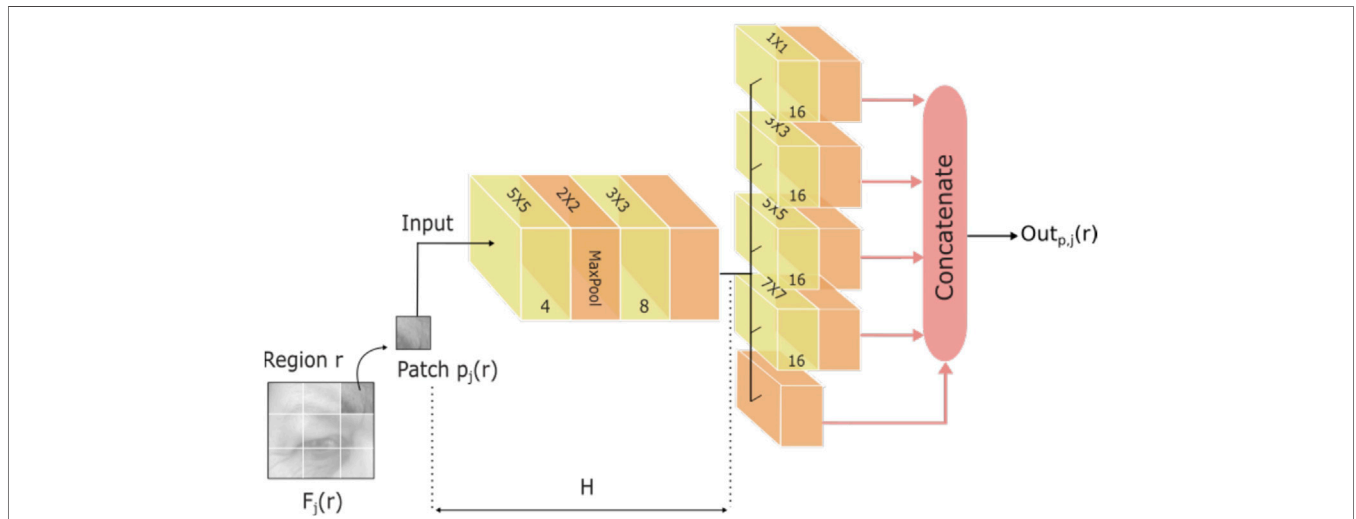 1X1
16
3X3
16
5X5
16
7X7
16
5X5
2X2
3X3
MaxPool
4
8
Input
Region r
Patch pj(r)
Fj(r)
H
Concatenate
Outp,j(r)